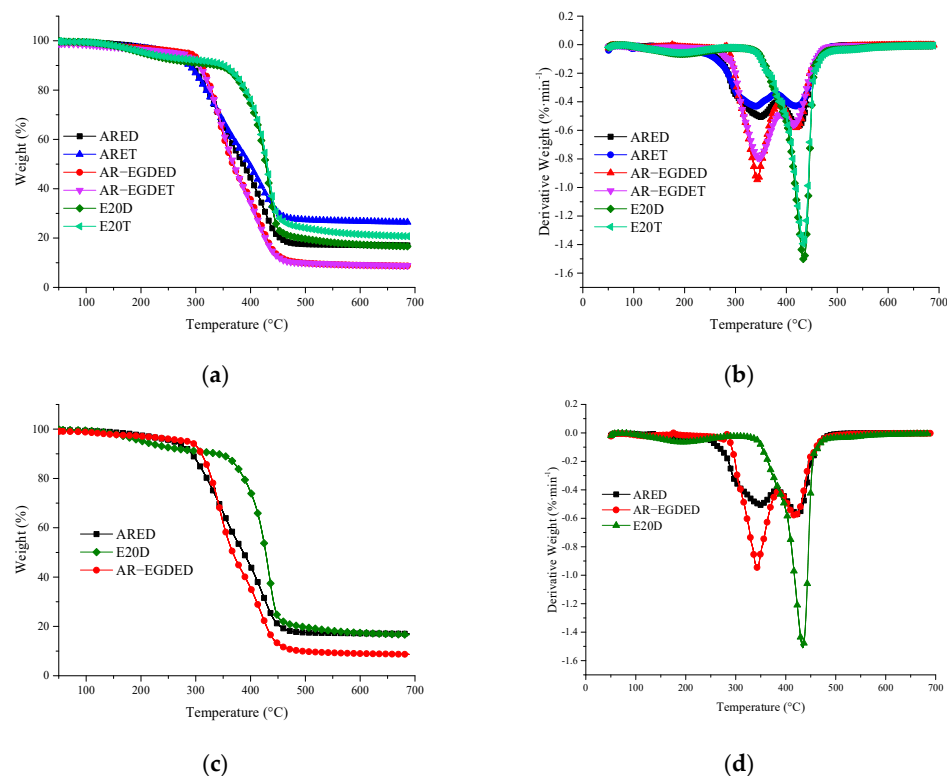 100
80
60
40
20
0
Weight (%)
ARED
ARET
AR−EGDED
AR−EGDET
E20D
E20T
100 200 300 400 500 600 700
Temperature (°C)
(a)
0.2
0.0
-0.2
-0.4
-0.6
-0.8
-1.0
-1.2
-1.4
-1.6
Derivative Weight (%·min⁻¹)
ARED
ARET
AR−EGDED
AR−EGDET
E20D
E20T
0 100 200 300 400 500 600 700
Temperature (°C)
(b)
100
80
60
40
20
0
Weight (%)
ARED
E20D
AR−EGDED
100 200 300 400 500 600 700
Temperature (°C)
(c)
0.2
0.0
-0.2
-0.4
-0.6
-0.8
-1.0
-1.2
-1.4
-1.6
Derivative Weight (%·min⁻¹)
ARED
AR−EGDED
E20D
0 100 200 300 400 500 600 700
Temperature (°C)
(d)